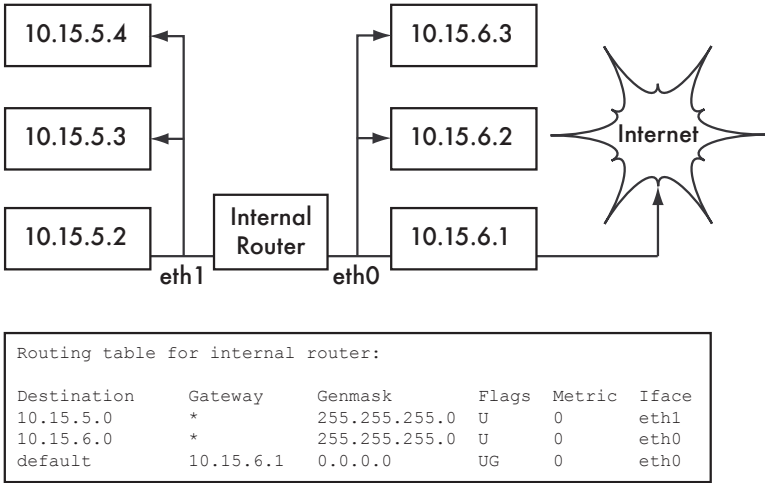 10.15.5.4
10.15.6.3
10.15.5.3
10.15.6.2
Internet
10.15.5.2
Internal
Router
10.15.6.1
eth1
eth0
Routing table for internal router:
Destination Gateway Genmask Flags Metric Iface
10.15.5.0 * 255.255.255.0 U 0 eth1
10.15.6.0 * 255.255.255.0 U 0 eth0
default 10.15.6.1 0.0.0.0 UG 0 eth0